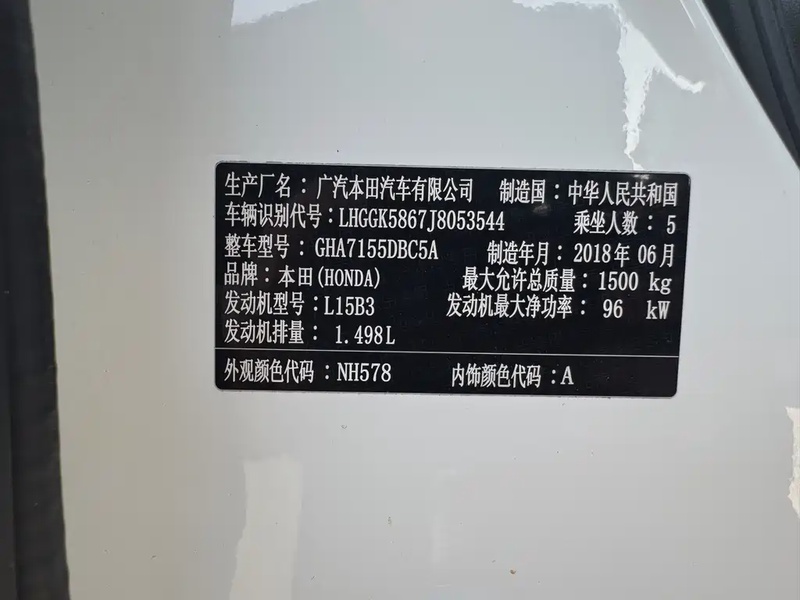 生产厂名：广汽本田汽车有限公司 制造国：中华人民共和国
车辆识别代号：LHGGK5867J8053544 乘坐人数：5
整车型号：GHA7155DBC5A 制造年月：2018年06月
品牌：本田(HONDA) 最大允许总质量：1500 kg
发动机型号：L15B3 发动机最大净功率：96 kW
发动机排量：1.498L
外观颜色代码：NH578 内饰颜色代码：A